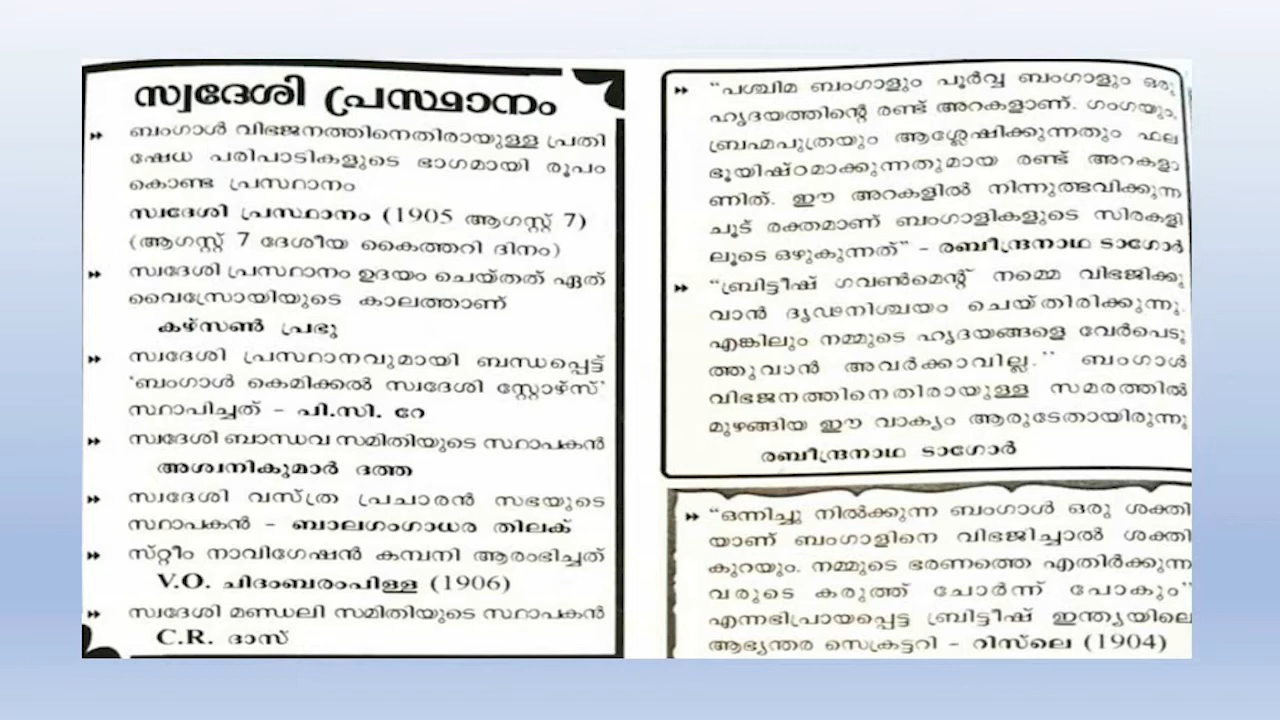 സ്വദേശി പ്രസ്ഥാനം
ബംഗാൾ വിഭജനത്തിനെതിരായുള്ള പ്രതി
ഷേധ പരിപാടികളുടെ ഭാഗമായി രൂപം
കൊണ്ട പ്രസ്ഥാനം
സ്വദേശി പ്രസ്ഥാനം (1905 ആഗസ്റ്റ് 7)
(ആഗസ്റ്റ് 7 ദേശീയ കൈത്തറി ദിനം)
സ്വദേശി പ്രസ്ഥാനം ഉദയം ചെയ്തത് ഏത്
വൈസ്രോയിയുടെ കാലത്താണ്
കഴ്സൺ പ്രഭു
സ്വദേശി പ്രസ്ഥാനവുമായി ബന്ധപ്പെട്ട്
'ബംഗാൾ കെമിക്കൽ സ്വദേശി സ്റ്റോഴ്സ്'
സ്ഥാപിച്ചത് - പി.സി. റേ
സ്വദേശി ബാന്ധവ സമിതിയുടെ സ്ഥാപകൻ
അശ്വനികുമാർ ദത്ത
സ്വദേശി വസ്ത്ര പ്രചാരൻ സഭയുടെ
സ്ഥാപകൻ - ബാലഗംഗാധര തിലക്
സ്റ്റീം നാവിഗേഷൻ കമ്പനി ആരംഭിച്ചത്
V.O. ചിദംബരംപിള്ള (1906)
സ്വദേശി മണ്ഡലി സമിതിയുടെ സ്ഥാപകൻ
C.R. ദാസ്
"പശ്ചിമ ബംഗാളും പൂർവ്വ ബംഗാളും ഒരു
ഹൃദയത്തിന്റെ രണ്ട് അറകളാണ്. ഗംഗയും,
ബ്രഹ്മപുത്രയും ആശ്ലേഷിക്കുന്നതും ഫല
ഭൂയിഷ്ഠമാക്കുന്നതുമായ രണ്ട് അറകളാ
ണിത്. ഈ അറകളിൽ നിന്നുത്ഭവിക്കുന്ന
ചൂട് രക്തമാണ് ബംഗാളികളുടെ സിരകളി
ലൂടെ ഒഴുകുന്നത്" - രബീന്ദ്രനാഥ ടാഗോർ
"ബ്രിട്ടീഷ് ഗവൺമെന്റ് നമ്മെ വിഭജിക്കു
വാൻ ദൃഢനിശ്ചയം ചെയ്തിരിക്കുന്നു.
എങ്കിലും നമ്മുടെ ഹൃദയങ്ങളെ വേർപെടു
ത്തുവാൻ അവർക്കാവില്ല." ബംഗാൾ
വിഭജനത്തിനെതിരായുള്ള സമരത്തിൽ
മുഴങ്ങിയ ഈ വാക്യം ആരുടേതായിരുന്നു
രബീന്ദ്രനാഥ ടാഗോർ
"ഒന്നിച്ചു നിൽക്കുന്ന ബംഗാൾ ഒരു ശക്തി
യാണ് ബംഗാളിനെ വിഭജിച്ചാൽ ശക്തി
കുറയും. നമ്മുടെ ഭരണത്തെ എതിർക്കുന്ന
വരുടെ കരുത്ത് ചോർന്ന് പോകും"
എന്നഭിപ്രായപ്പെട്ട ബ്രിട്ടീഷ് ഇന്ത്യയിലെ
ആഭ്യന്തര സെക്രട്ടറി - റിസ്ലെ (1904)